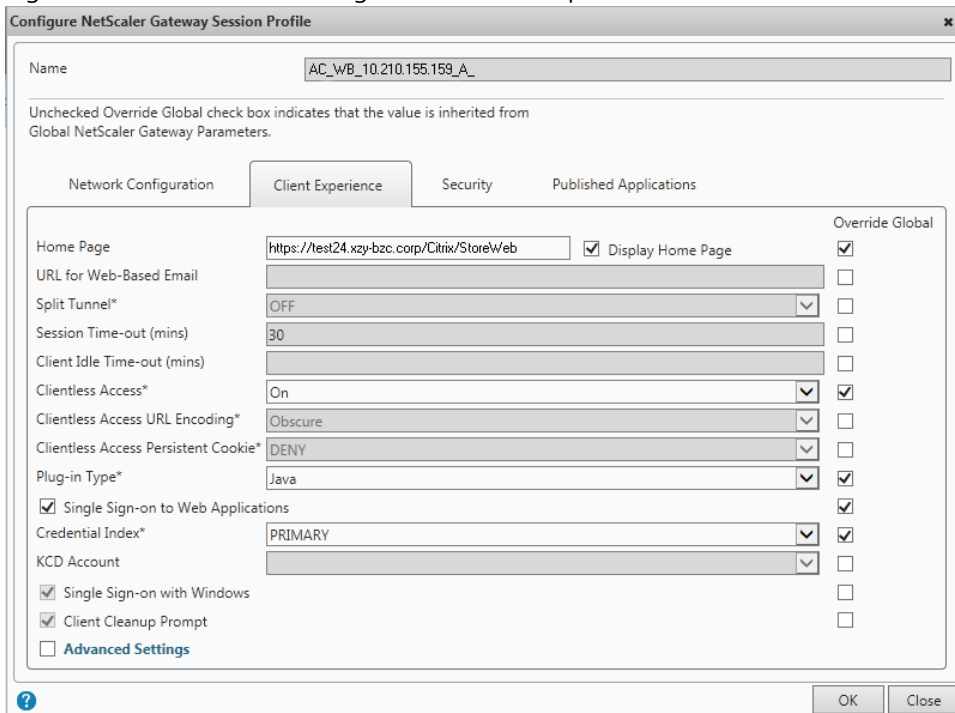 Configure NetScaler Gateway Session Profile
Name AC_WB_10.210.155.159_A_
Unchecked Override Global check box indicates that the value is inherited from
Global NetScaler Gateway Parameters.
Network Configuration Client Experience Security Published Applications
Override Global
Home Page https://test24.xzy-bzc.corp/Citrix/StoreWeb Display Home Page
URL for Web-Based Email
Split Tunnel* OFF
Session Time-out (mins) 30
Client Idle Time-out (mins)
Clientless Access* On
Clientless Access URL Encoding* Obscure
Clientless Access Persistent Cookie* DENY
Plug-in Type* Java
Single Sign-on to Web Applications
Credential Index* PRIMARY
KCD Account
Single Sign-on with Windows
Client Cleanup Prompt
Advanced Settings
OK Close